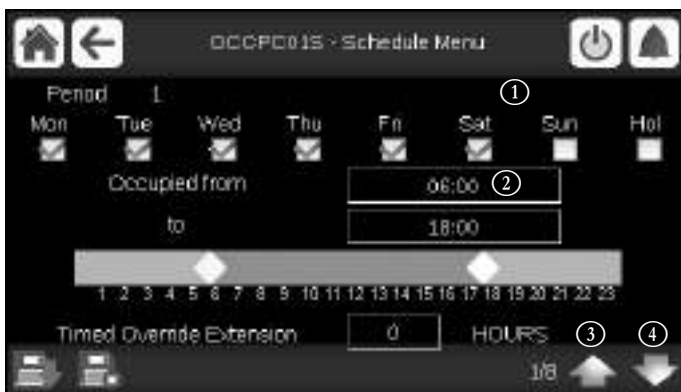 OCCPC01S - Schedule Menu
Period 1
①
Mon Tue Wed Thu Fri Sat Sun Hol
Occupied from 06:00 ②
to 18:00
1 2 3 4 5 6 7 8 9 10 11 12 13 14 15 16 17 18 19 20 21 22 23
Timed Override Extension 0 HOURS ③ ④
1/8